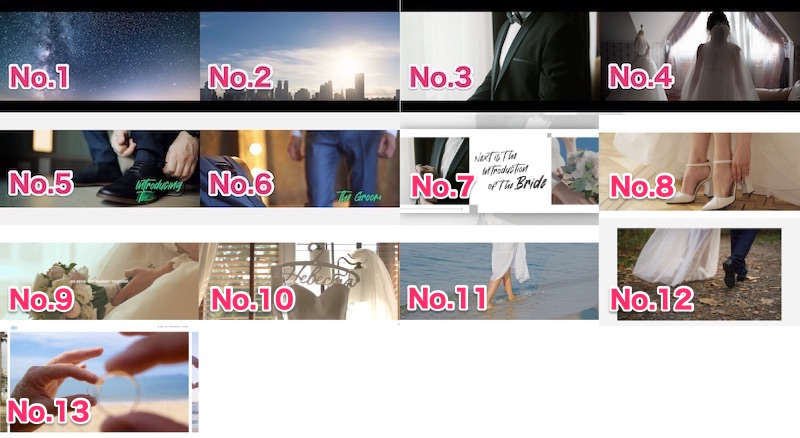 No.1
No.2
No.3
No.4
No.5
Introducing
The
No.6
The Groom
No.7
Next is The
Introduction
of The Bride
No.8
No.9
No.10
No.11
No.12
No.13